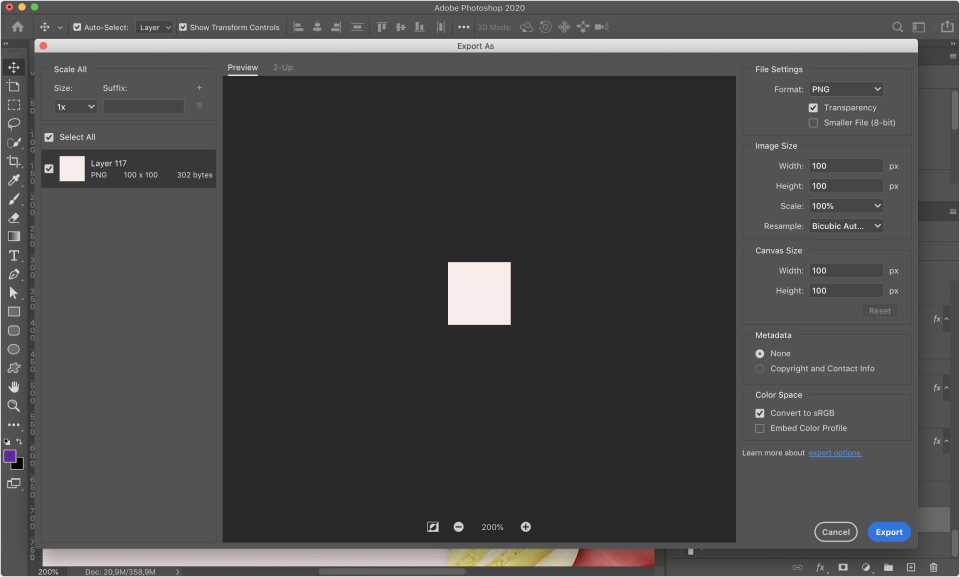 Adobe Photoshop 2020
Auto-Select: Layer Show Transform Controls 3D Mode:
Export As
Scale All
Size: Suffix: +
1x
Select All
Layer 117
PNG 100 x 100 302 bytes
Preview 2-Up
200%
File Settings
Format: PNG
Transparency
Smaller File (8-bit)
Image Size
Width: 100 px
Height: 100 px
Scale: 100%
Resample: Bicubic Aut...
Canvas Size
Width: 100 px
Height: 100 px
Reset
Metadata
None
Copyright and Contact Info
Color Space
Convert to sRGB
Embed Color Profile
Learn more about export options.
Cancel Export
fx
fx
fx
200% Doc: 20,9M/358,9M
fx